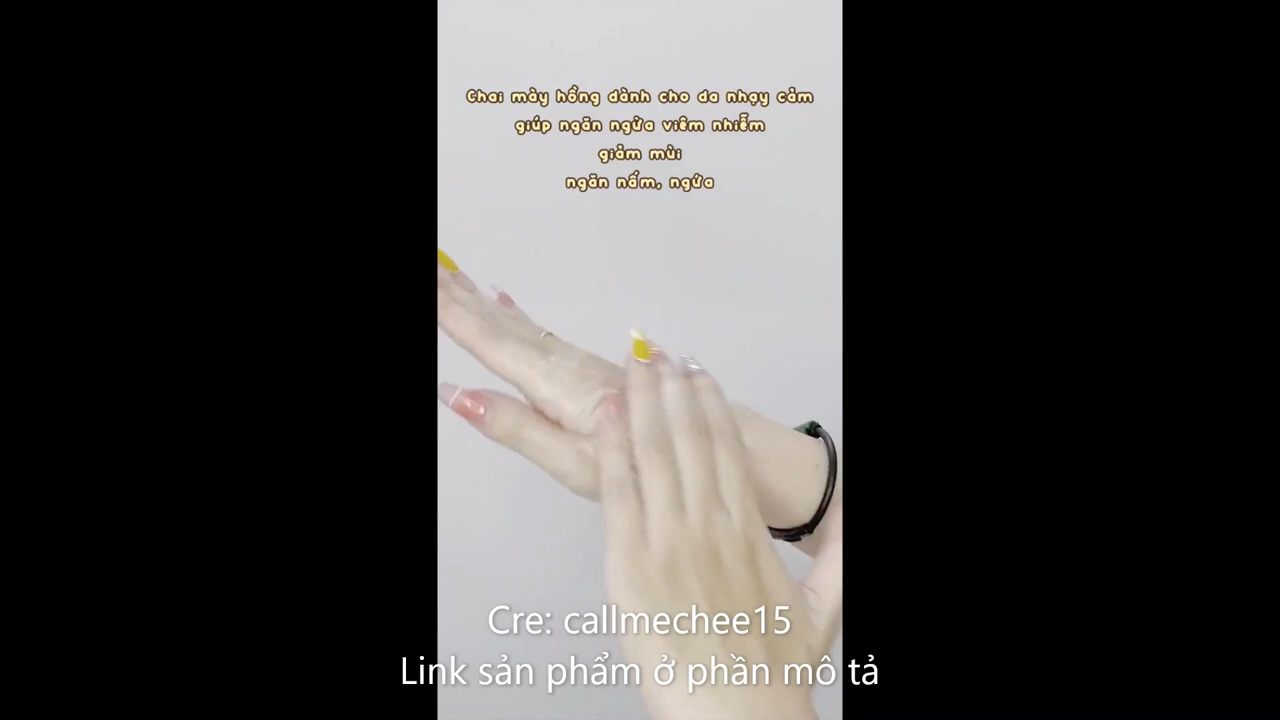 Chai mày hồng dành cho da nhạy cảm
giúp ngăn ngừa viêm nhiễm
giảm mùi
ngăn nấm, ngứa
Cre: callmechee15
Link sản phẩm ở phần mô tả